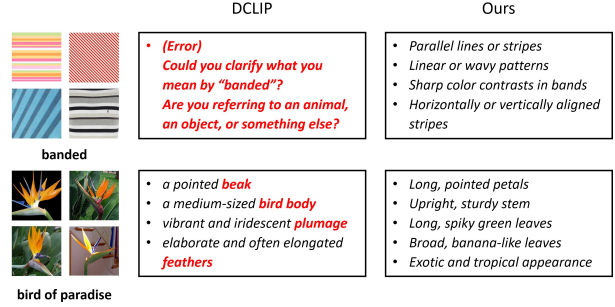 DCLIP
Ours
• (Error)
Could you clarify what you
mean by “banded”?
Are you referring to an animal,
an object, or something else?
• Parallel lines or stripes
• Linear or wavy patterns
• Sharp color contrasts in bands
• Horizontally or vertically aligned
stripes
banded
• a pointed beak
• a medium-sized bird body
• vibrant and iridescent plumage
• elaborate and often elongated
feathers
• Long, pointed petals
• Upright, sturdy stem
• Long, spiky green leaves
• Broad, banana-like leaves
• Exotic and tropical appearance
bird of paradise